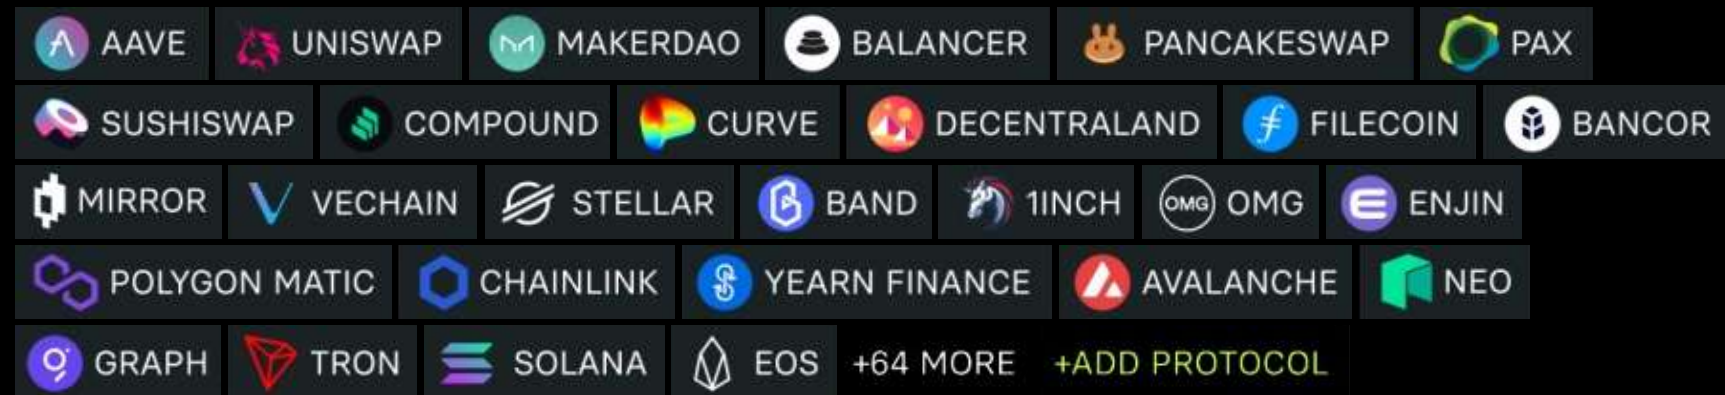 AAVE UNISWAP MAKERDAO BALANCER PANCAKESWAP PAX
SUSHISWAP COMPOUND CURVE DECENTRALAND FILECOIN BANCOR
MIRROR VECHAIN STELLAR BAND 1INCH OMG OMG ENJIN
POLYGON MATIC CHAINLINK YEARN FINANCE AVALANCHE NEO
GRAPH TRON SOLANA EOS +64 MORE +ADD PROTOCOL